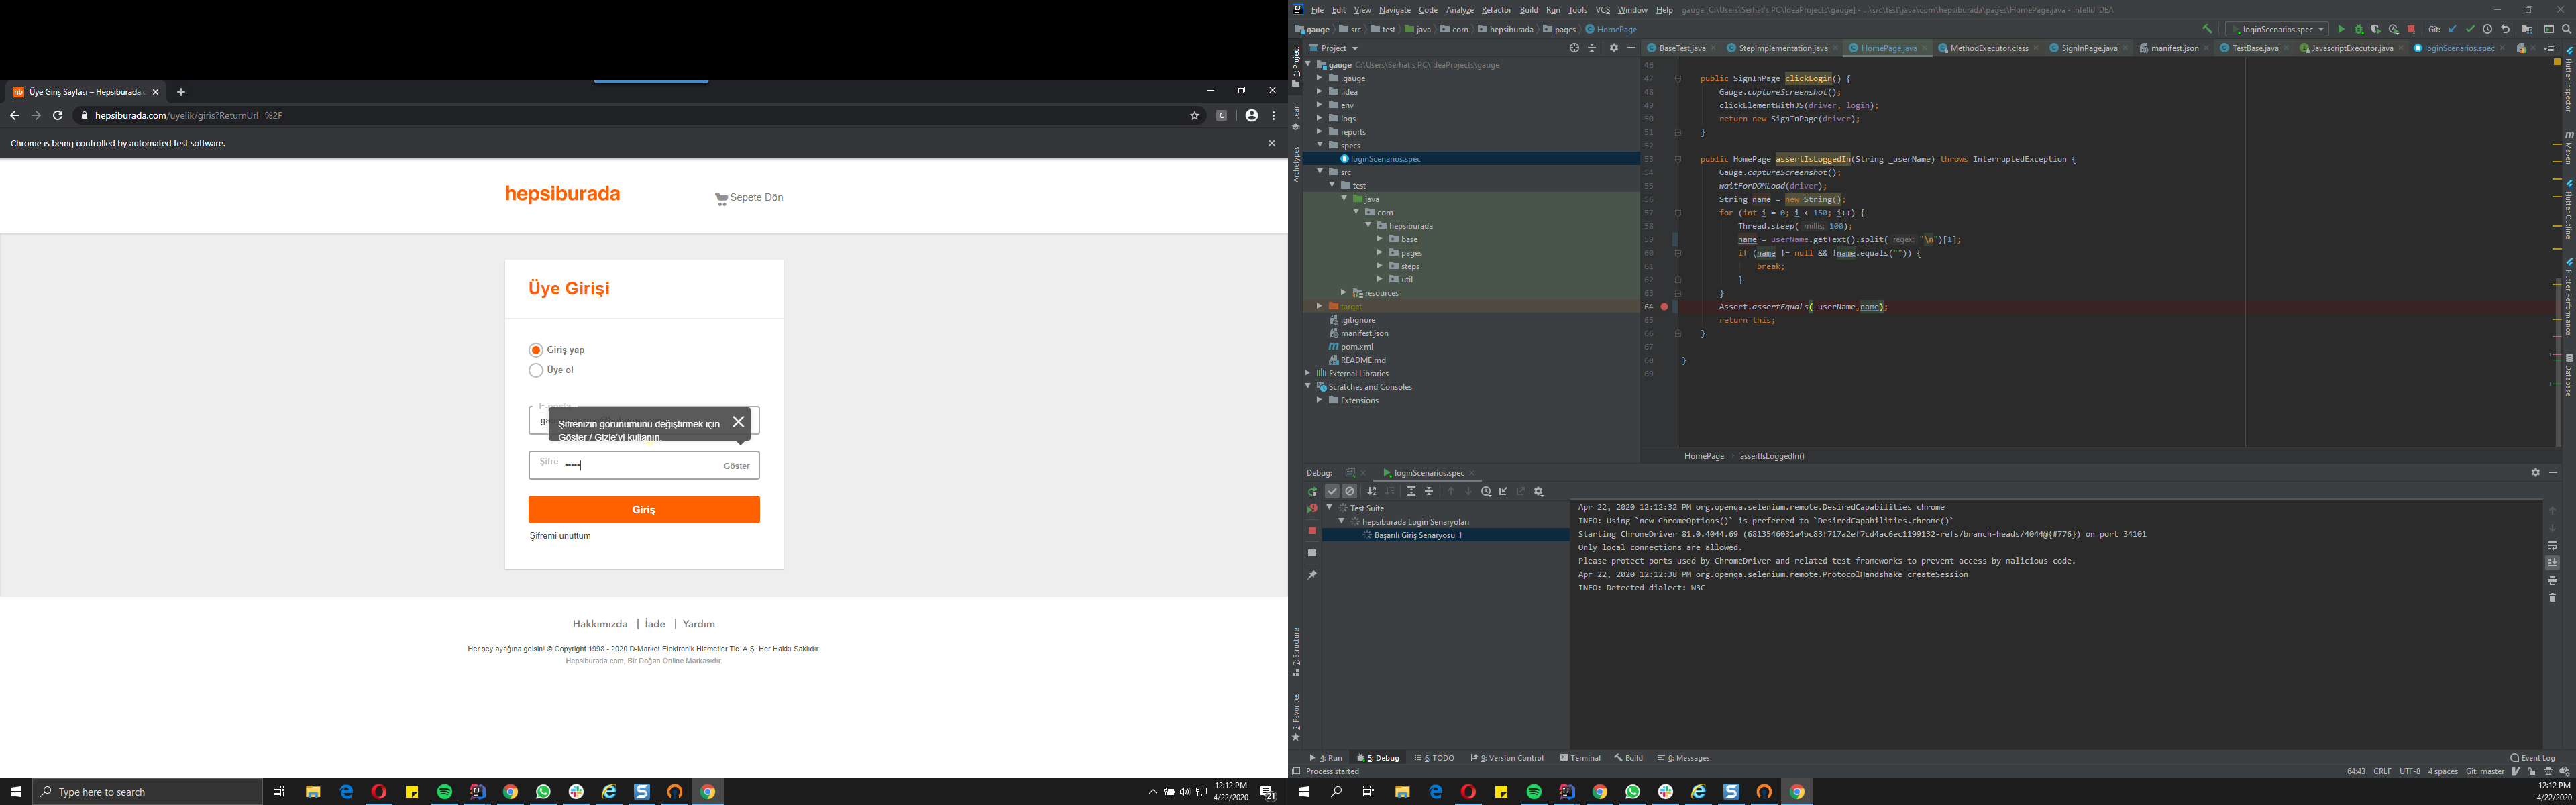 Üye Giriş Sayfası – Hepsiburada.c
hepsiburada.com/uyelik/giris?ReturnUrl=%2F
Chrome is being controlled by automated test software.
hepsiburada
Sepete Dön
Üye Girişi
Giriş yap
Üye ol
E-posta
Şifrenizin görünümünü değiştirmek için
Göster / Gizle'yi kullanın.
Şifre •••••
Göster
Giriş
Şifremi unuttum
Hakkımızda | İade | Yardım
Her şey ayağına gelsin! © Copyright 1998 - 2020 D-Market Elektronik Hizmetler Tic. A.Ş. Her Hakkı Saklıdır.
Hepsiburada.com, Bir Doğan Online Markasıdır.
Type here to search
12:12 PM
4/22/2020
21
File Edit View Navigate Code Analyze Refactor Build Run Tools VCS Window Help gauge [C:\Users\Serhat's PC\IdeaProjects\gauge] - ...\src\test\java\com\hepsiburada\pages\HomePage.java - IntelliJ IDEA
gauge src test java com hepsiburada pages HomePage
loginScenarios.spec
Git:
Project
BaseTest.java StepImplementation.java HomePage.java MethodExecutor.class SignInPage.java manifest.json TestBase.java JavascriptExecutor.java loginScenarios.spec
1: Project
Learn
Archetypes
7: Structure
2: Favorites
gauge C:\Users\Serhat's PC\IdeaProjects\gauge
.gauge
.idea
env
logs
reports
specs
loginScenarios.spec
src
test
java
com
hepsiburada
base
pages
steps
util
resources
target
.gitignore
manifest.json
pom.xml
README.md
External Libraries
Scratches and Consoles
Extensions
46
47 public SignInPage clickLogin() {
48 Gauge.captureScreenshot();
49 clickElementWithJS(driver, login);
50 return new SignInPage(driver);
51 }
52
53 public HomePage assertIsLoggedIn(String _userName) throws InterruptedException {
54 Gauge.captureScreenshot();
55 waitForDOMLoad(driver);
56 String name = new String();
57 for (int i = 0; i < 150; i++) {
58 Thread.sleep( millis: 100);
59 name = userName.getText().split( regex: "\n")[1];
60 if (name != null && !name.equals("")) {
61 break;
62 }
63 }
64 Assert.assertEquals(_userName,name);
65 return this;
66 }
67
68 }
69
HomePage assertIsLoggedIn()
Flutter Inspector
Maven
Flutter Outline
Flutter Performance
Database
Debug: loginScenarios.spec
Test Suite
hepsiburada Login Senaryoları
Başarılı Giriş Senaryosu_1
Apr 22, 2020 12:12:32 PM org.openqa.selenium.remote.DesiredCapabilities chrome
INFO: Using `new ChromeOptions()` is preferred to `DesiredCapabilities.chrome()`
Starting ChromeDriver 81.0.4044.69 (6813546031a4bc83f717a2ef7cd4ac6ec1199132-refs/branch-heads/4044@{#776}) on port 34101
Only local connections are allowed.
Please protect ports used by ChromeDriver and related test frameworks to prevent access by malicious code.
Apr 22, 2020 12:12:38 PM org.openqa.selenium.remote.ProtocolHandshake createSession
INFO: Detected dialect: W3C
4: Run 5: Debug 6: TODO 9: Version Control Terminal Build 0: Messages Event Log
Process started
64:43 CRLF UTF-8 4 spaces Git: master
12:12 PM
4/22/2020